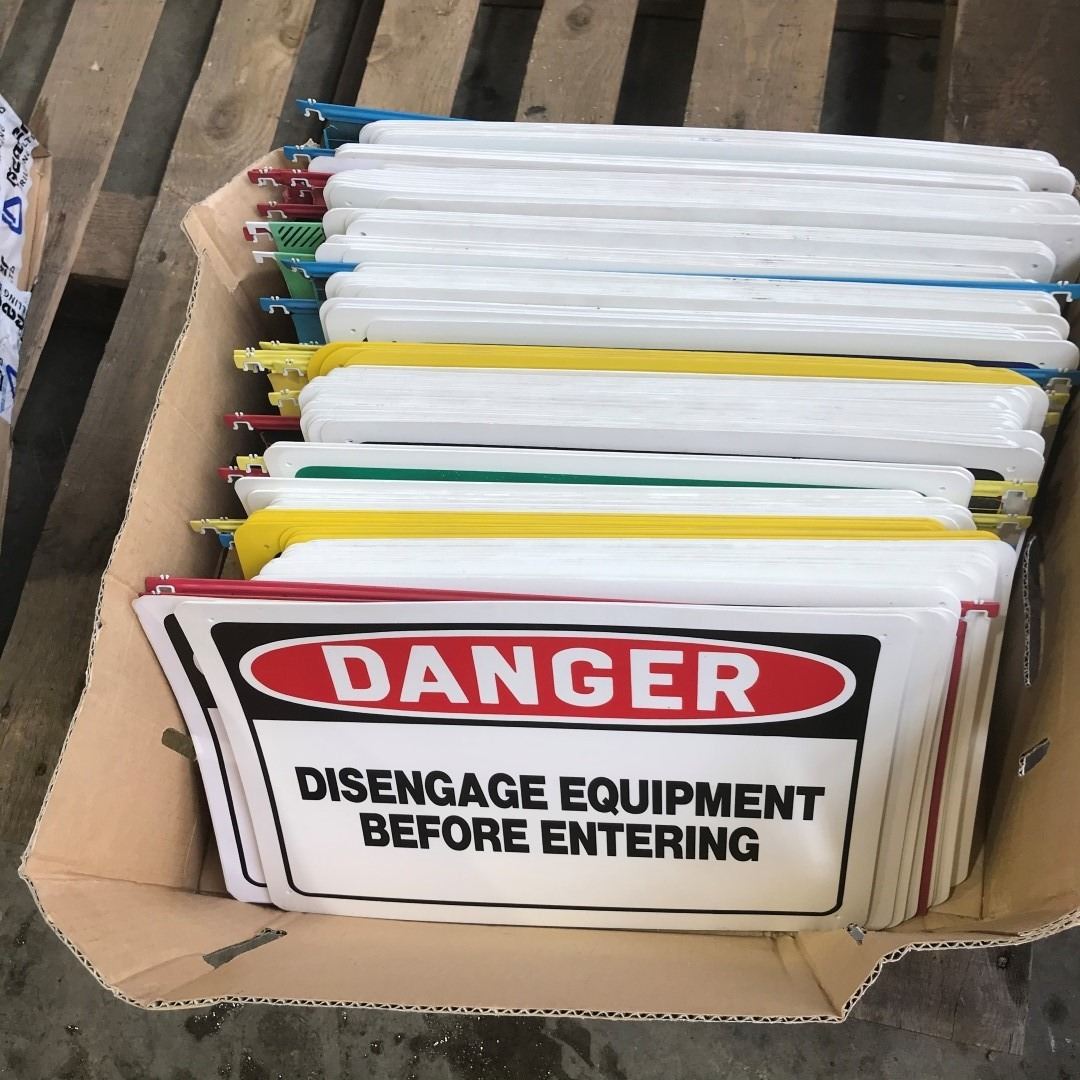 DANGER
DISENGAGE EQUIPMENT
BEFORE ENTERING